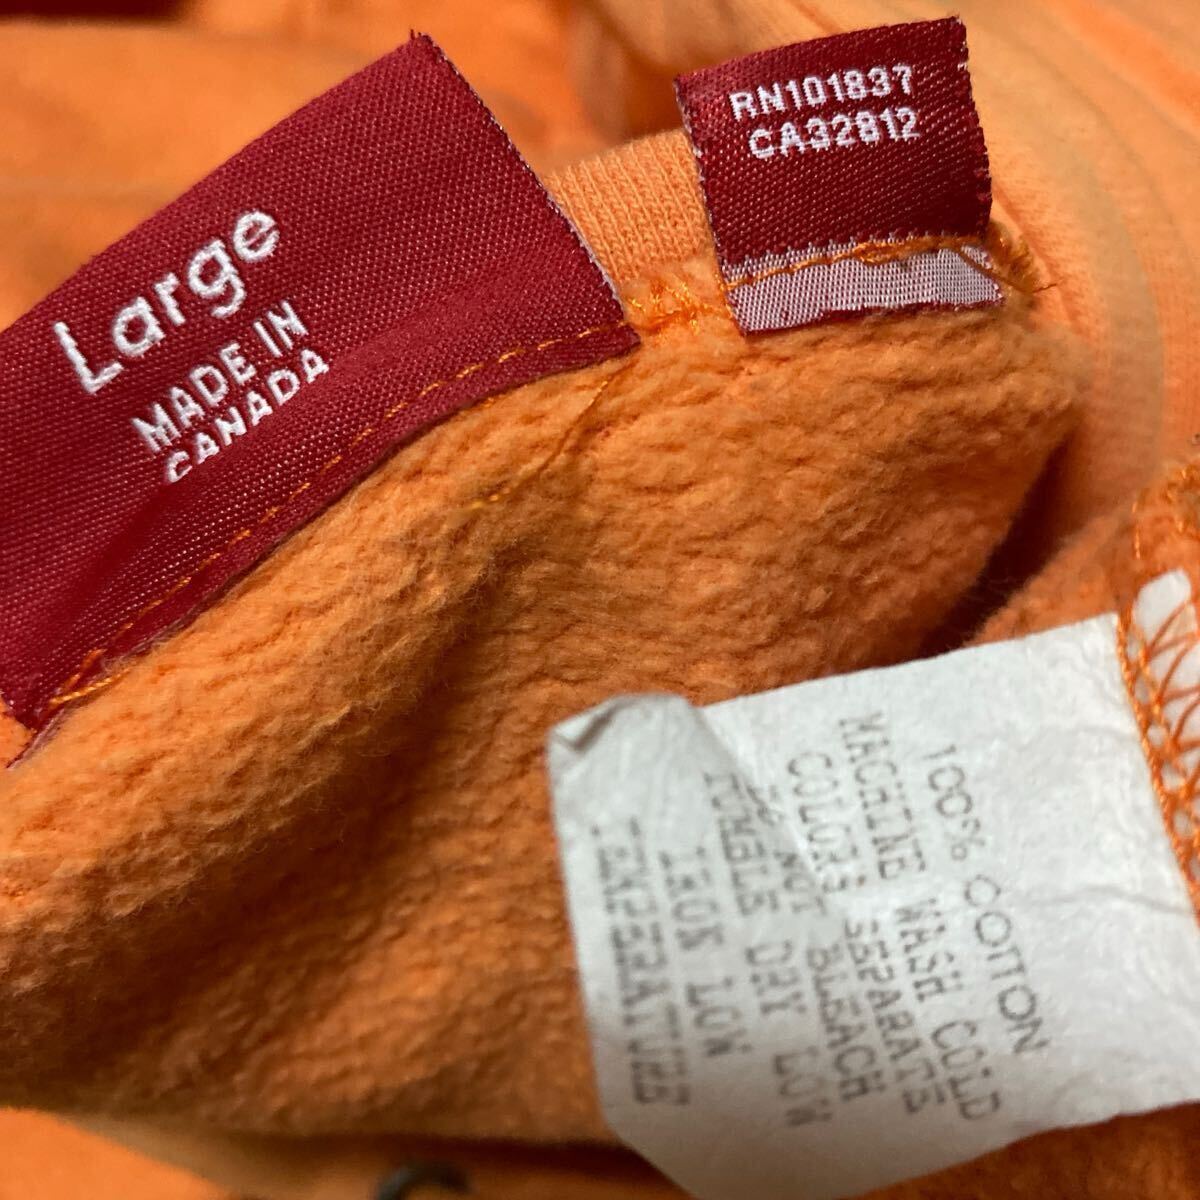 Large
MADE IN
CANADA
RN101837
CA32812
100% COTTON
MACHINE WASH COLD
COLORS SEPARATE
DO NOT BLEACH
TUMBLE DRY LOW
IRON LOW
TEMPERATURE